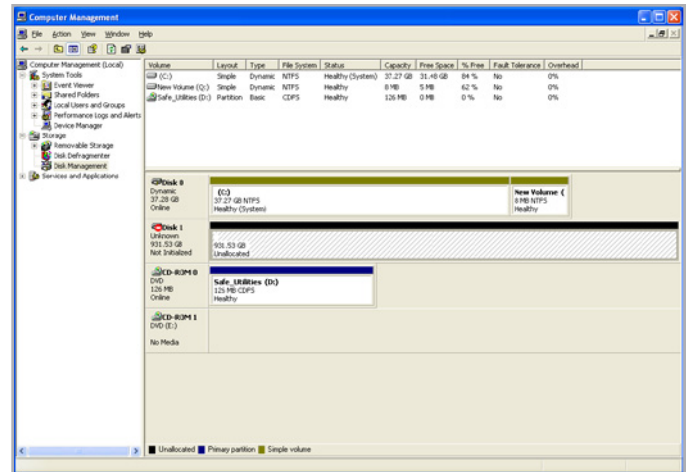 Computer Management
File Action View Window Help
Computer Management (Local)
System Tools
Event Viewer
Shared Folders
Local Users and Groups
Performance Logs and Alerts
Device Manager
Storage
Removable Storage
Disk Defragmenter
Disk Management
Services and Applications
Volume Layout Type File System Status Capacity Free Space % Free Fault Tolerance Overhead
(C:) Simple Dynamic NTFS Healthy (System) 37.27 GB 31.48 GB 84 % No 0%
New Volume (Q:) Simple Dynamic NTFS Healthy 8 MB 5 MB 62 % No 0%
Safe_Utilities (D:) Partition Basic CDFS Healthy 126 MB 0 MB 0 % No 0%
Disk 0
Dynamic
37.28 GB
Online
(C:)
37.27 GB NTFS
Healthy (System)
New Volume (
8 MB NTFS
Healthy
Disk 1
Unknown
931.53 GB
Not Initialized
931.53 GB
Unallocated
CD-ROM 0
DVD
126 MB
Online
Safe_Utilities (D:)
126 MB CDFS
Healthy
CD-ROM 1
DVD (E:)
No Media
Unallocated Primary partition Simple volume